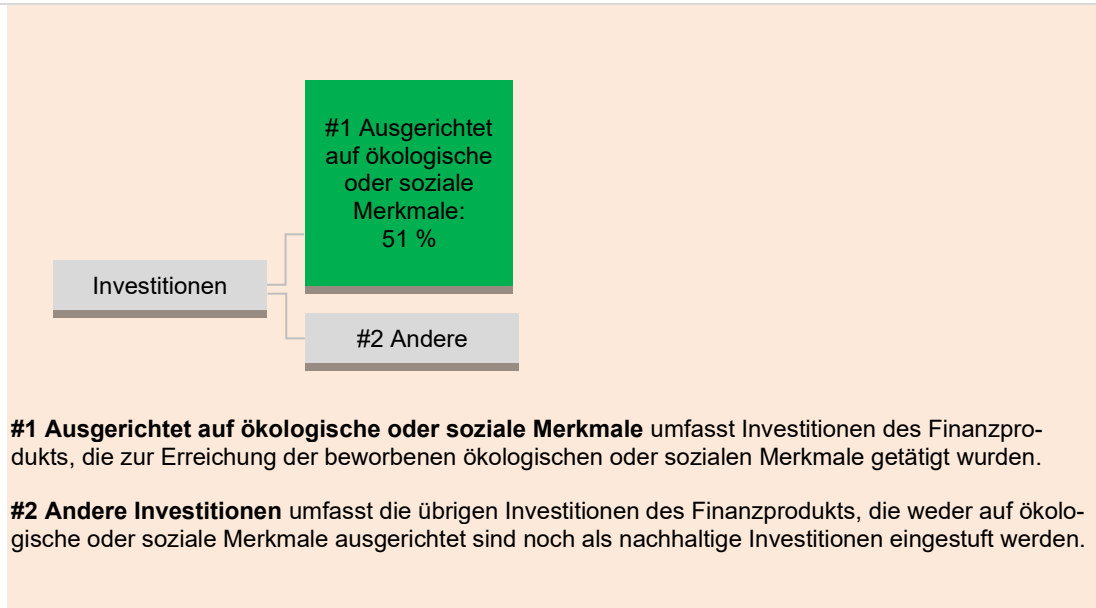 #1 Ausgerichtet
auf ökologische
oder soziale
Merkmale:
51 %
Investitionen
#2 Andere
#1 Ausgerichtet auf ökologische oder soziale Merkmale umfasst Investitionen des Finanzpro-
dukts, die zur Erreichung der beworbenen ökologischen oder sozialen Merkmale getätigt wurden.
#2 Andere Investitionen umfasst die übrigen Investitionen des Finanzprodukts, die weder auf ökolo-
gische oder soziale Merkmale ausgerichtet sind noch als nachhaltige Investitionen eingestuft werden.